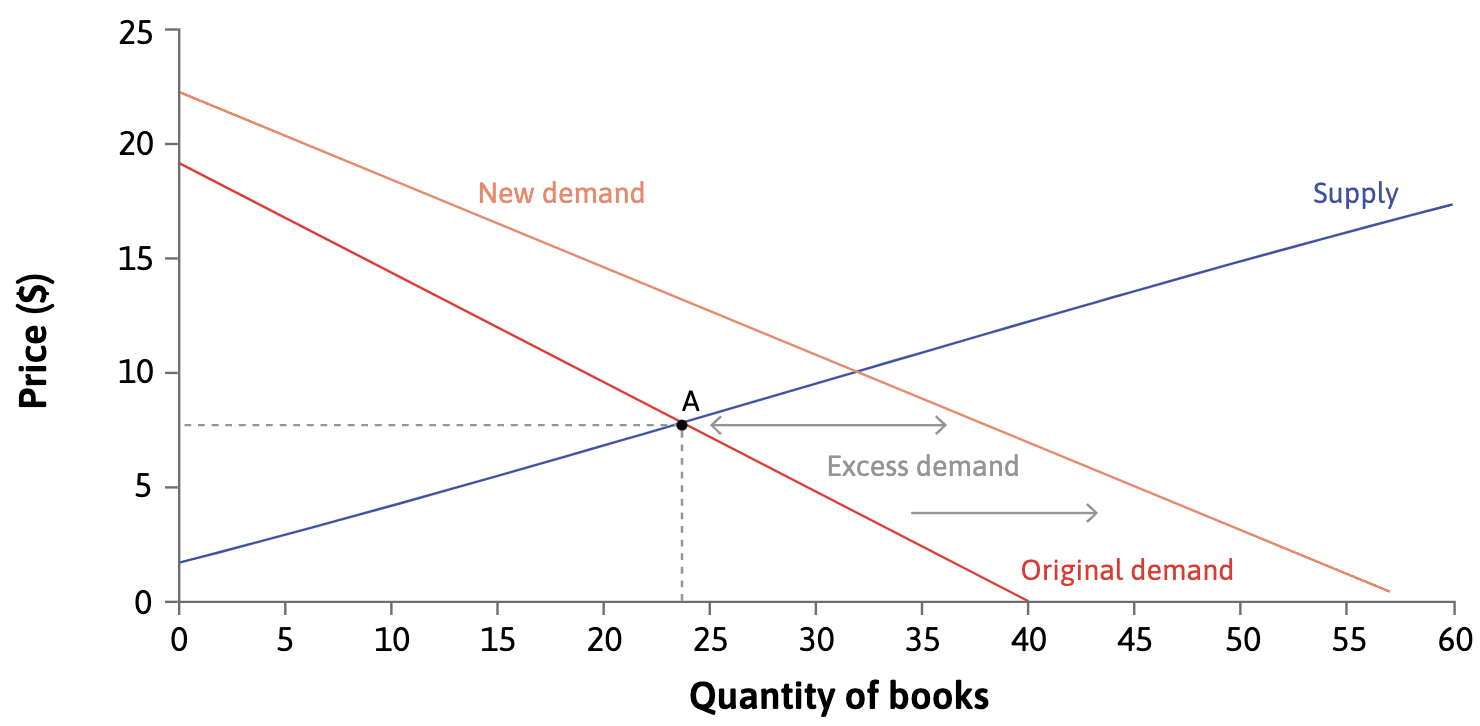 25
20
15
10
5
0
Price ($)
New demand
Supply
A
Excess demand
Original demand
0 5 10 15 20 25 30 35 40 45 50 55 60
Quantity of books